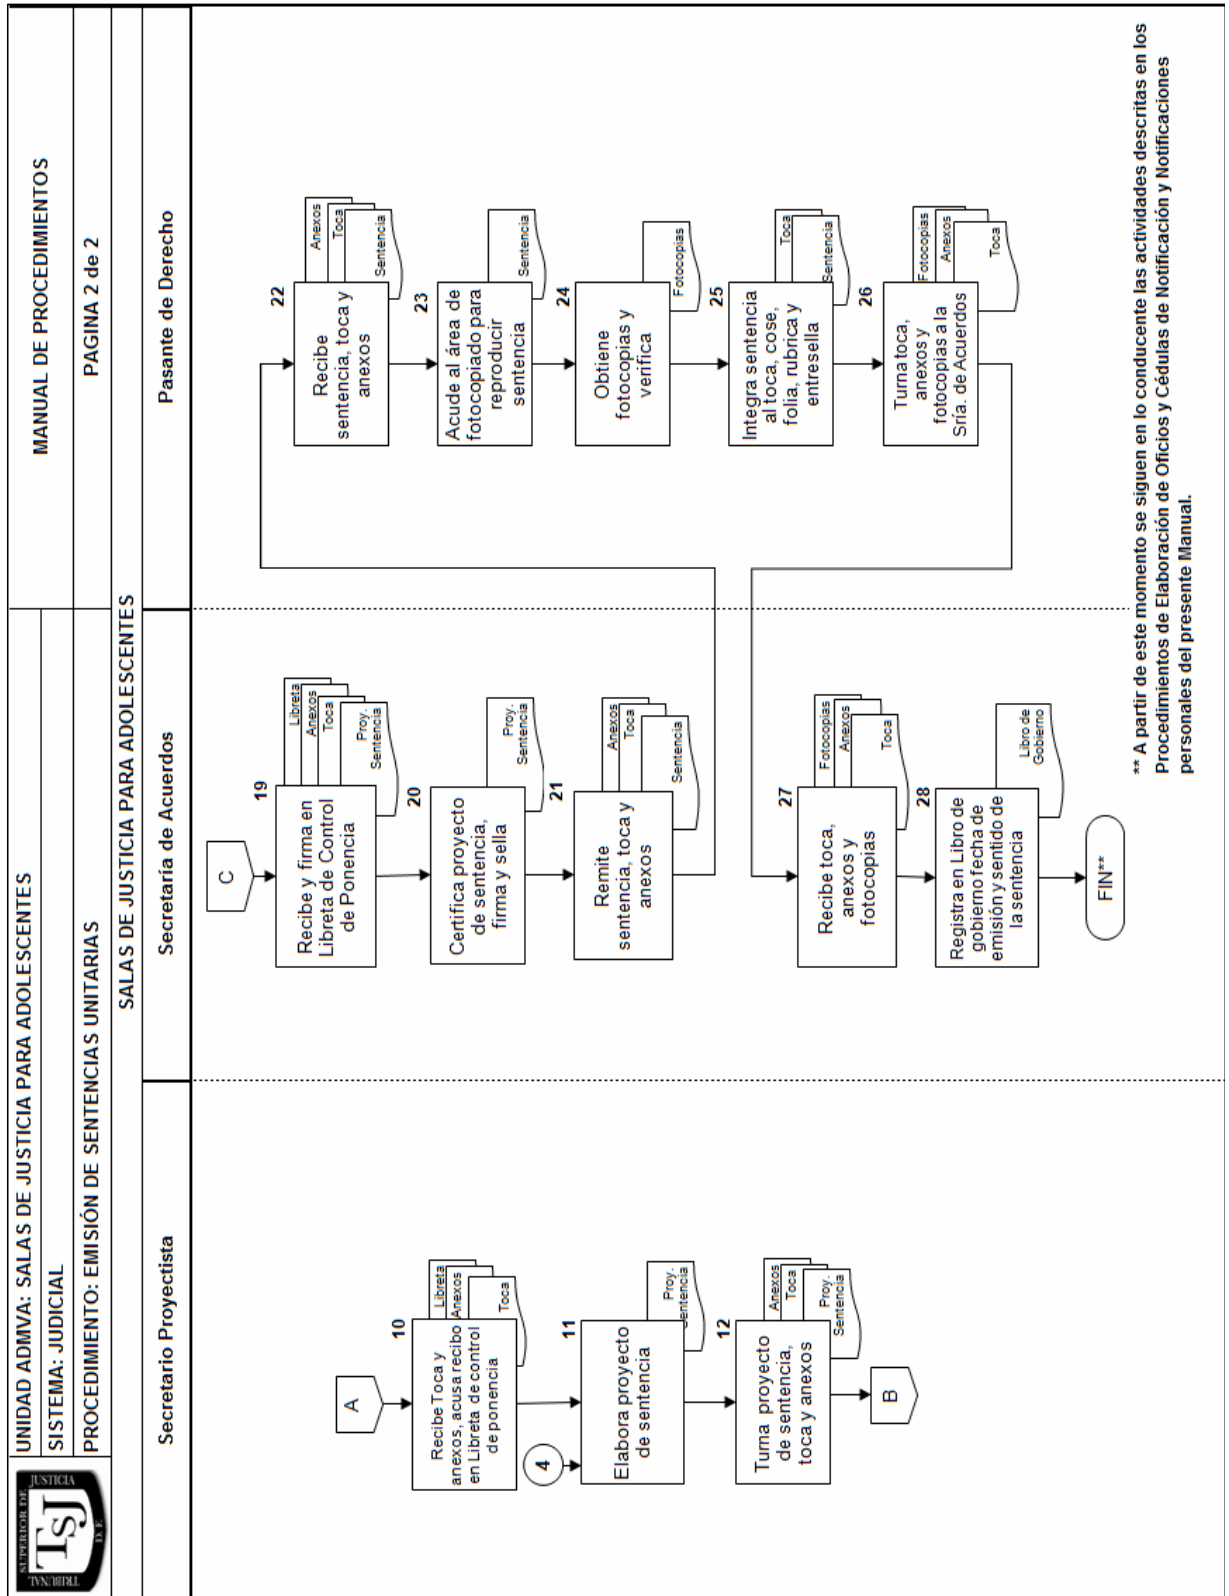 TRIBUNAL SUPERIOR DE JUSTICIA
TSJ
D. F.
UNIDAD ADMVA: SALAS DE JUSTICIA PARA ADOLESCENTES
MANUAL DE PROCEDIMIENTOS
SISTEMA: JUDICIAL
PROCEDIMIENTO: EMISIÓN DE SENTENCIAS UNITARIAS
PAGINA 2 de 2
SALAS DE JUSTICIA PARA ADOLESCENTES
Secretario Proyectista
Secretaría de Acuerdos
Pasante de Derecho
A
10
Recibe Toca y
anexos, acusa recibo
en Libreta de control
de ponencia
Libreta
Anexos
Toca
4
11
Elabora proyecto
de sentencia
Proy.
Sentencia
12
Turna proyecto
de sentencia,
toca y anexos
Anexos
Toca
Proy.
Sentencia
B
C
19
Recibe y firma en
Libreta de Control
de Ponencia
Libreta
Anexos
Toca
Proy.
Sentencia
20
Certifica proyecto
de sentencia,
firma y sella
Proy.
Sentencia
21
Remite
sentencia, toca y
anexos
Anexos
Toca
Sentencia
27
Recibe toca,
anexos y
fotocopias
Fotocopias
Anexos
Toca
28
Registra en Libro de
gobierno fecha de
emisión y sentido de
la sentencia
Libro de
Gobierno
FIN**
22
Recibe
sentencia, toca y
anexos
Anexos
Toca
Sentencia
23
Acude al área de
fotocopiado para
reproducir
sentencia
Sentencia
24
Obtiene
fotocopias y
verifica
Fotocopias
25
Integra sentencia
al toca, cose,
folia, rubrica y
entresella
Toca
Sentencia
26
Turna toca,
anexos y
fotocopias a la
Sría. de Acuerdos
Fotocopias
Anexos
Toca
** A partir de este momento se siguen en lo conducente las actividades descritas en los
Procedimientos de Elaboración de Oficios y Cédulas de Notificación y Notificaciones
personales del presente Manual.